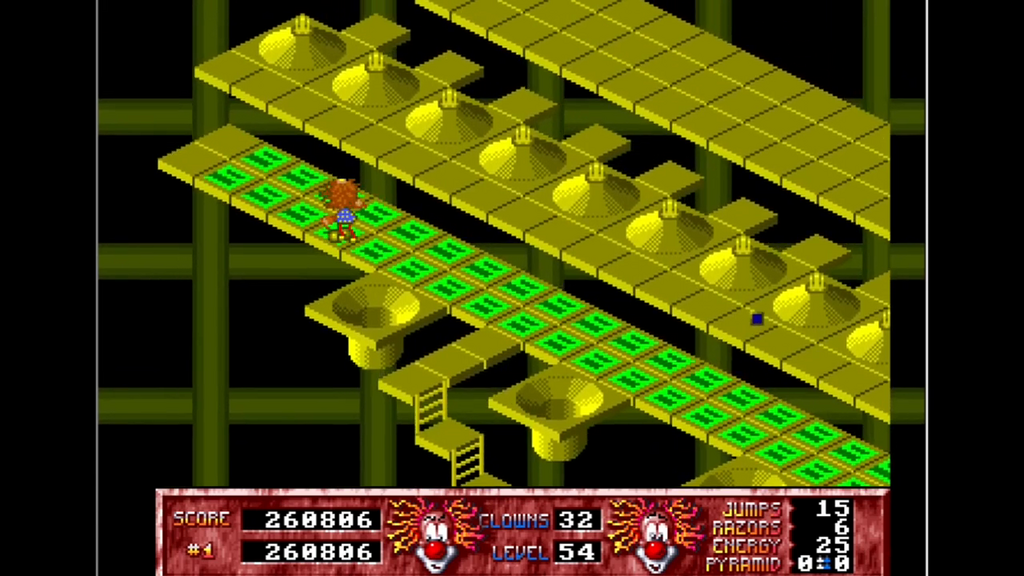 SCORE 260806
#1 260806
CLOWNS 32
LEVEL 54
JUMPS 15
RAZORS 6
ENERGY 25
PYRAMID 0±0